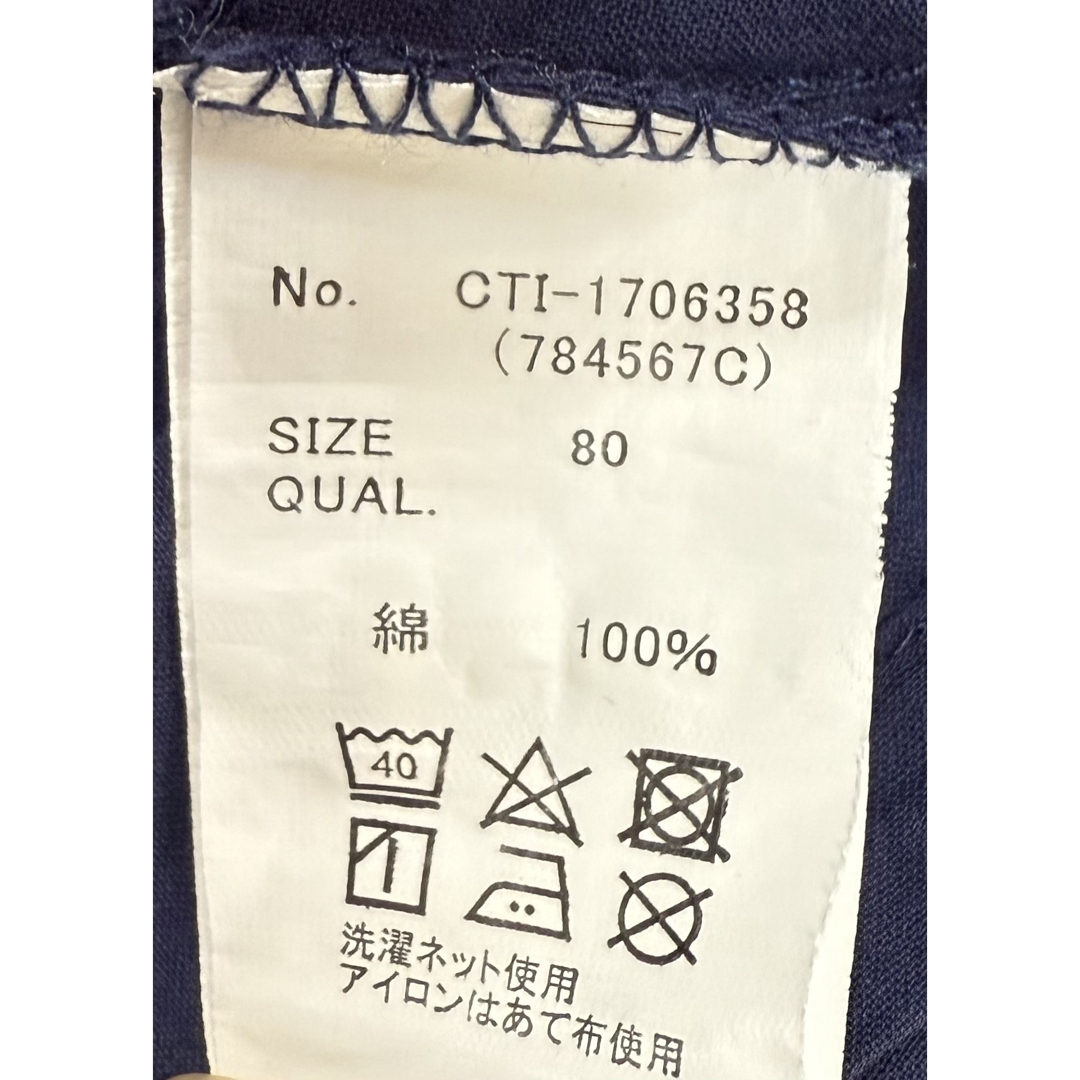 No. CTI-1706358
(784567C)
SIZE 80
QUAL.
綿 100%
40
洗濯ネット使用
アイロンはあて布使用